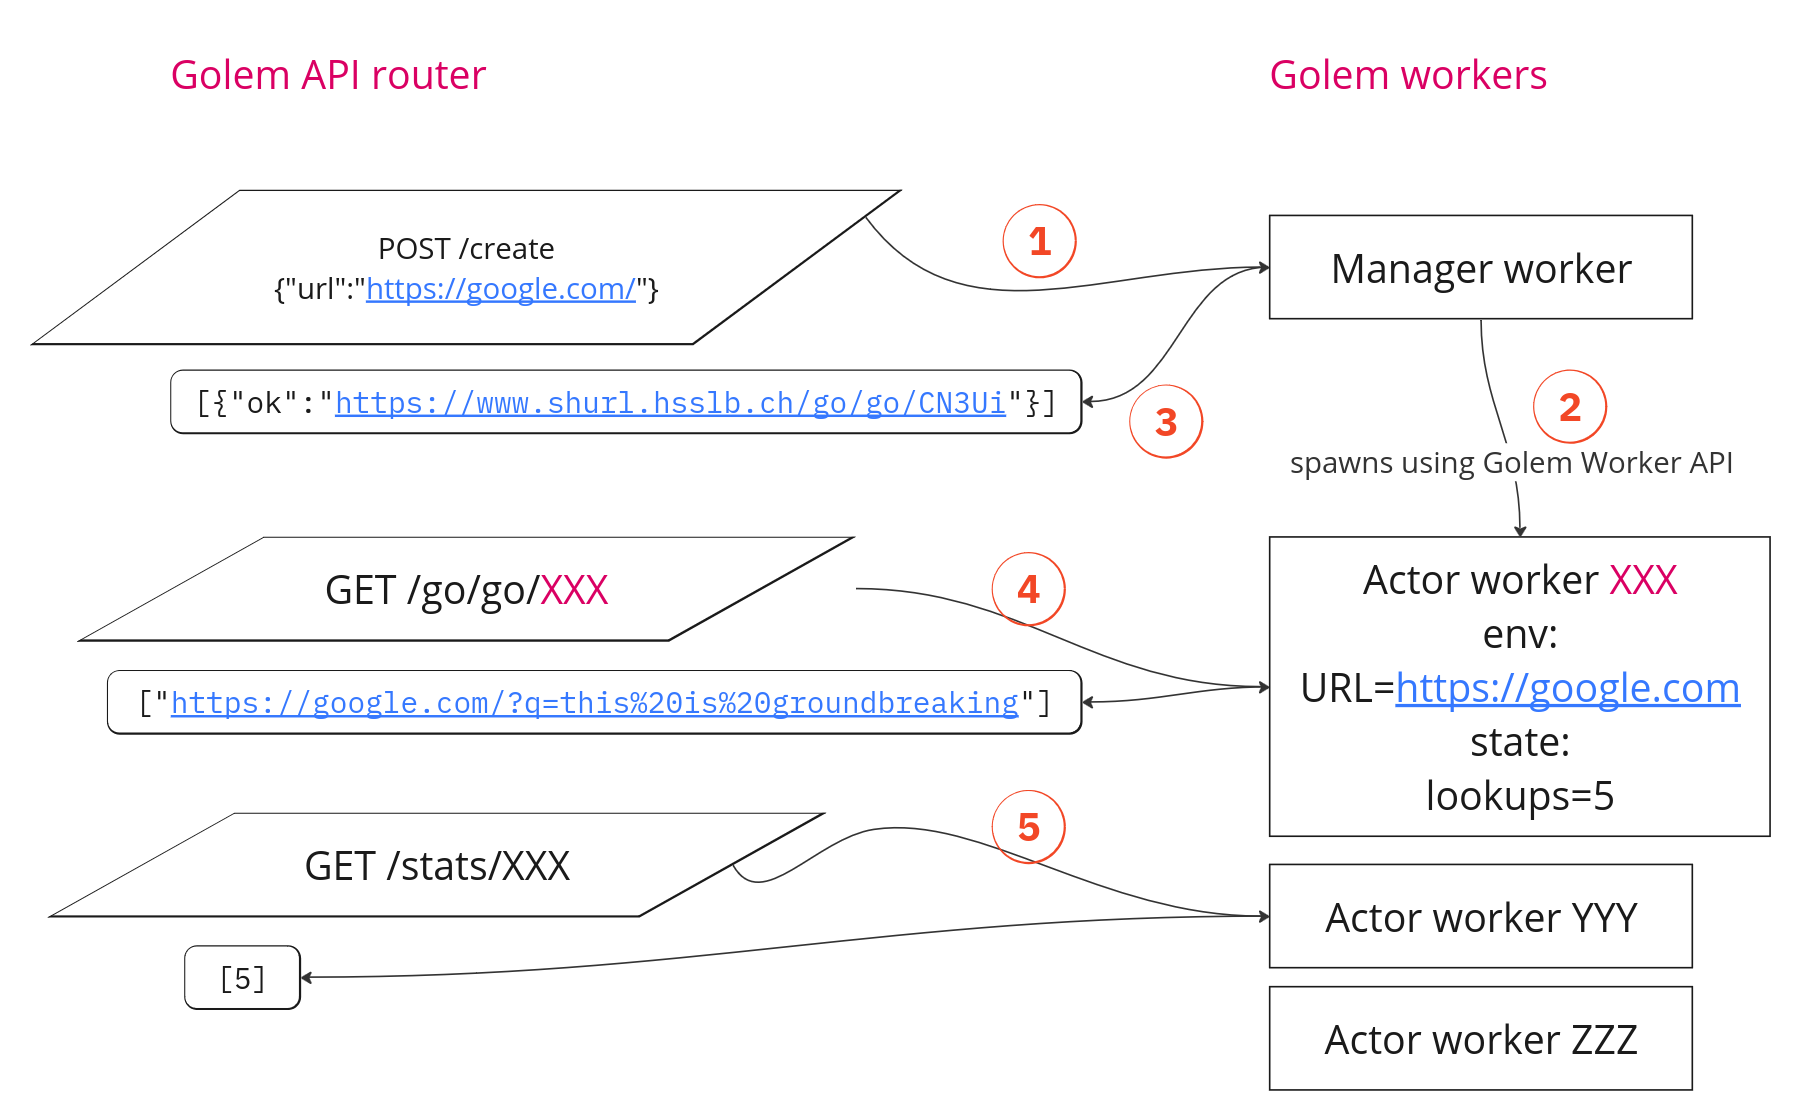 Golem API router
Golem workers
POST /create
{"url":"https://google.com/"}
1
Manager worker
[{"ok":"https://www.shurl.hsslb.ch/go/go/CN3Ui"}]
3
2
spawns using Golem Worker API
GET /go/go/XXX
4
["https://google.com/?q=this%20is%20groundbreaking"]
Actor worker XXX
env:
URL=https://google.com
state:
lookups=5
GET /stats/XXX
5
[5]
Actor worker YYY
Actor worker ZZZ